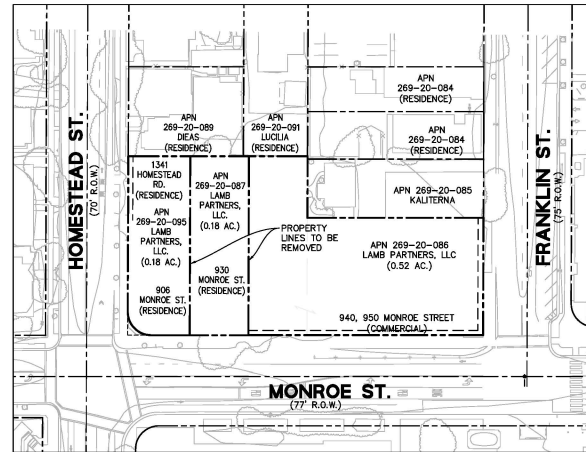 HOMESTEAD ST.
(70' R.O.W.)
APN
269-20-089
DIEAS
(RESIDENCE)
APN
269-20-091
LUCILIA
(RESIDENCE)
APN
269-20-084
(RESIDENCE)
APN
269-20-084
(RESIDENCE)
APN 269-20-085
KALITERNA
1341
HOMESTEAD
RD.
(RESIDENCE)
APN
269-20-095
LAMB
PARTNERS,
LLC.
(0.18 AC.)
906
MONROE ST.
(RESIDENCE)
APN
269-20-087
LAMB
PARTNERS,
LLC.
(0.18 AC.)
930
MONROE ST.
(RESIDENCE)
PROPERTY
LINES TO BE
REMOVED
APN 269-20-086
LAMB PARTNERS, LLC
(0.52 AC.)
940, 950 MONROE STREET
(COMMERCIAL)
FRANKLIN ST.
(75' R.O.W.)
MONROE ST.
(77' R.O.W.)